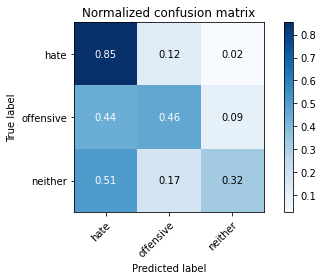 Normalized confusion matrix
hate 0.85 0.12 0.02
offensive 0.44 0.46 0.09
neither 0.51 0.17 0.32
hate offensive neither
True label
Predicted label
0.8
0.7
0.6
0.5
0.4
0.3
0.2
0.1